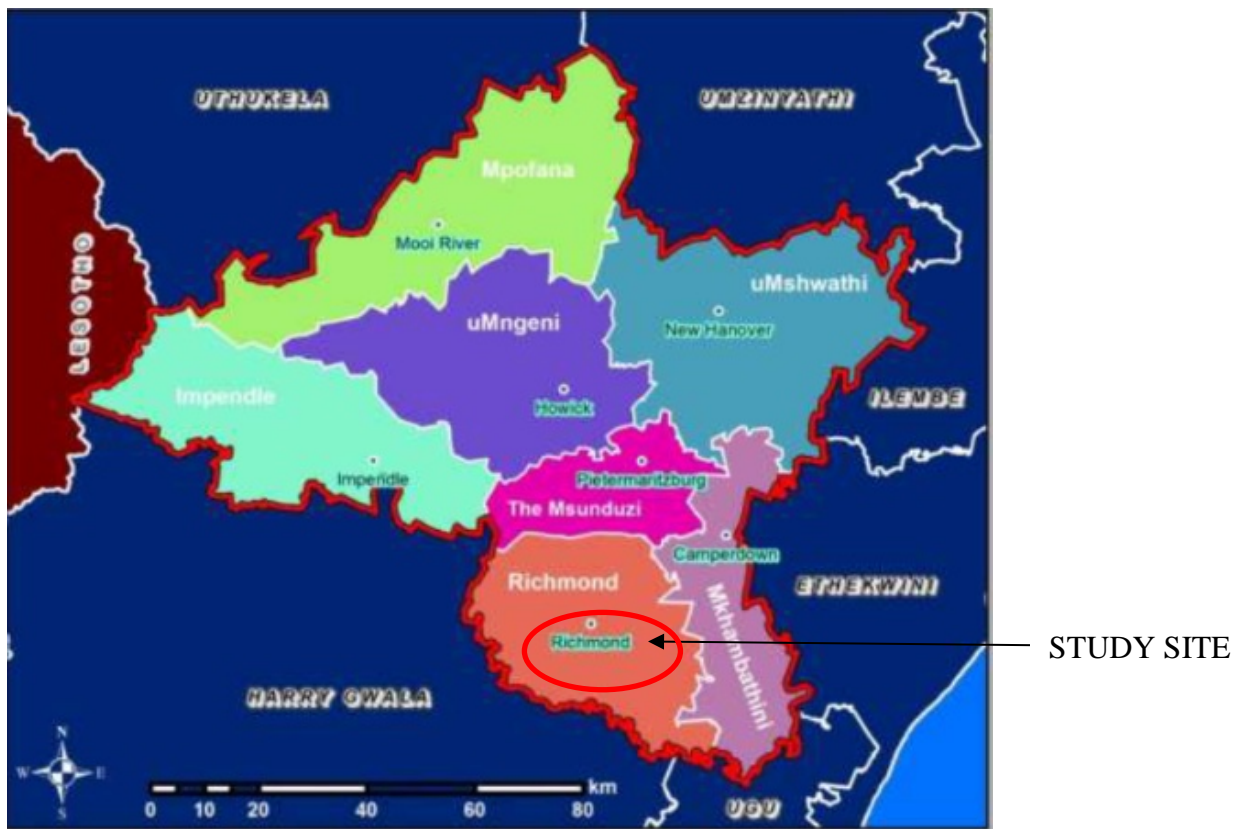 UTHUKELA
UMZINYATHI
Mpofana
Mooi River
LESOTHO
uMshwathi
uMngeni
New Hanover
Impendle
Howick
ILEMBE
Impendle
Pietermaritzburg
The Msunduzi
Camperdown
Richmond
ETHEKWINI
Mkhambathini
Richmond
STUDY SITE
HARRY GWALA
N
W E
S
km
0 10 20 40 60 80
UGU